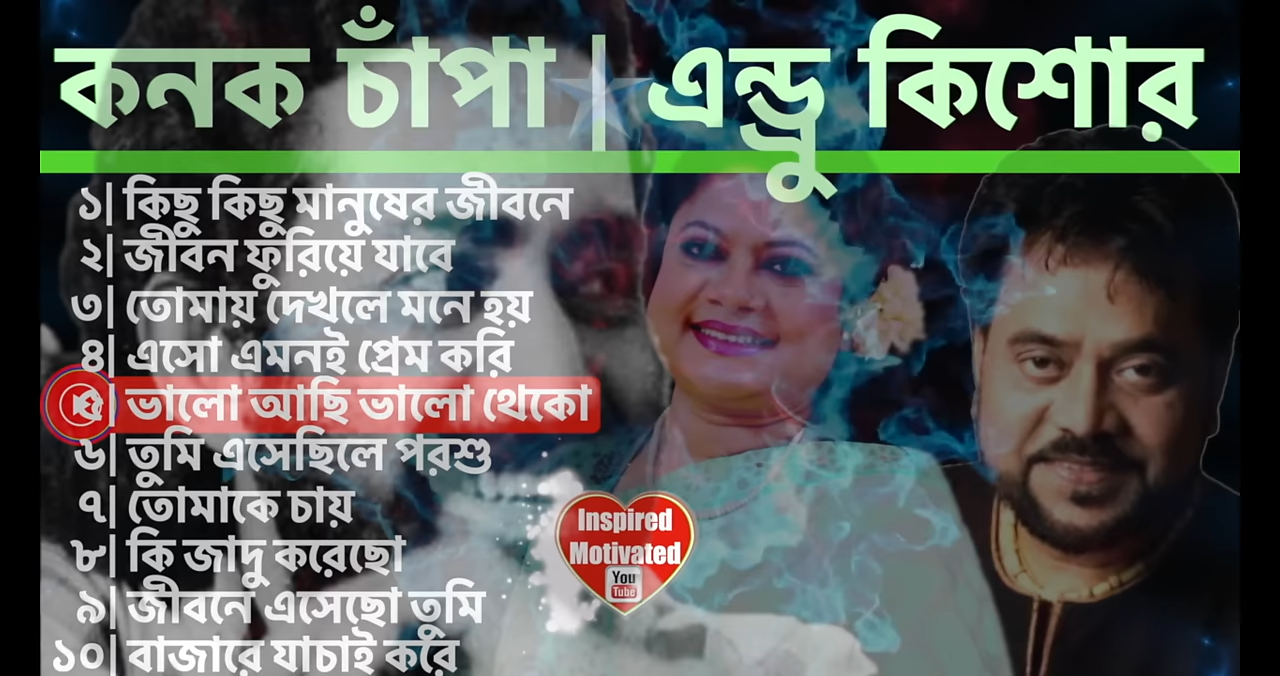 কনক চাঁপা | এন্ড্রু কিশোর
১| কিছু কিছু মানুষের জীবনে
২| জীবন ফুরিয়ে যাবে
৩| তোমায় দেখলে মনে হয়
৪| এসো এমনই প্রেম করি
৫| ভালো আছি ভালো থেকো
৬| তুমি এসেছিলে পরশু
৭| তোমাকে চায়
৮| কি জাদু করেছো
৯| জীবনে এসেছো তুমি
১০| বাজারে যাচাই করে
Inspired
Motivated
You
Tube